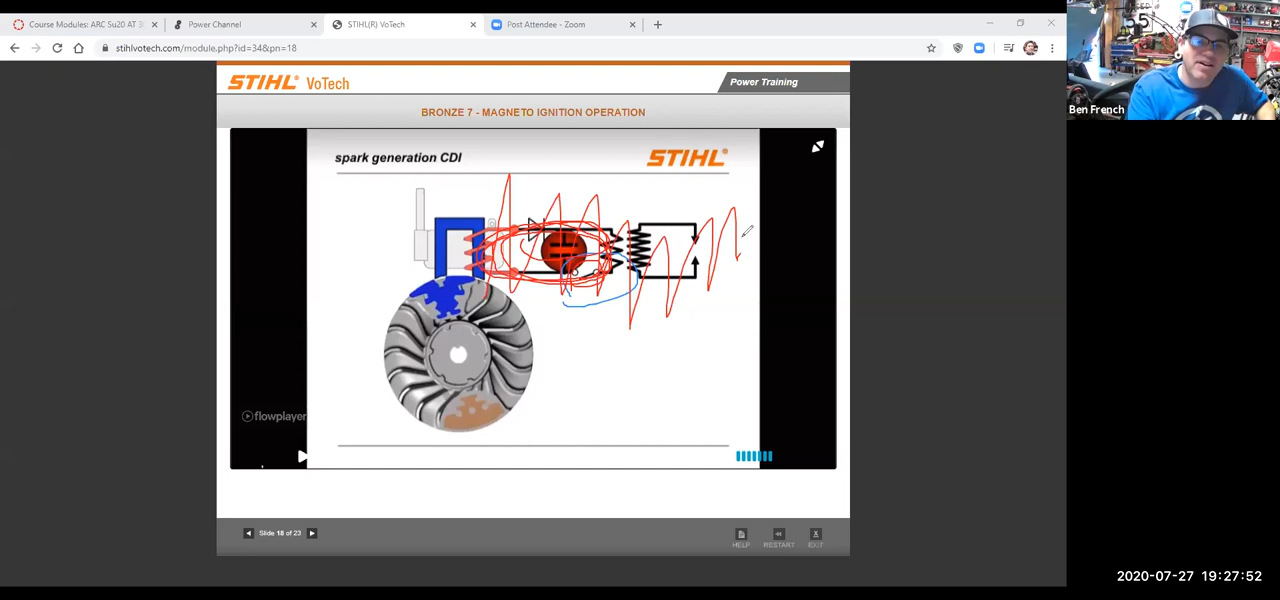 Course Modules: ARC Su20 AT 3
Power Channel
STIHL(R) VoTech
Post Attendee - Zoom
stihlvotech.com/module.php?id=34&pn=18
STIHL VoTech
Power Training
BRONZE 7 - MAGNETO IGNITION OPERATION
spark generation CDI
STIHL
flowplayer
Slide 18 of 23
HELP
RESTART
EXIT
Ben French
2020-07-27 19:27:52